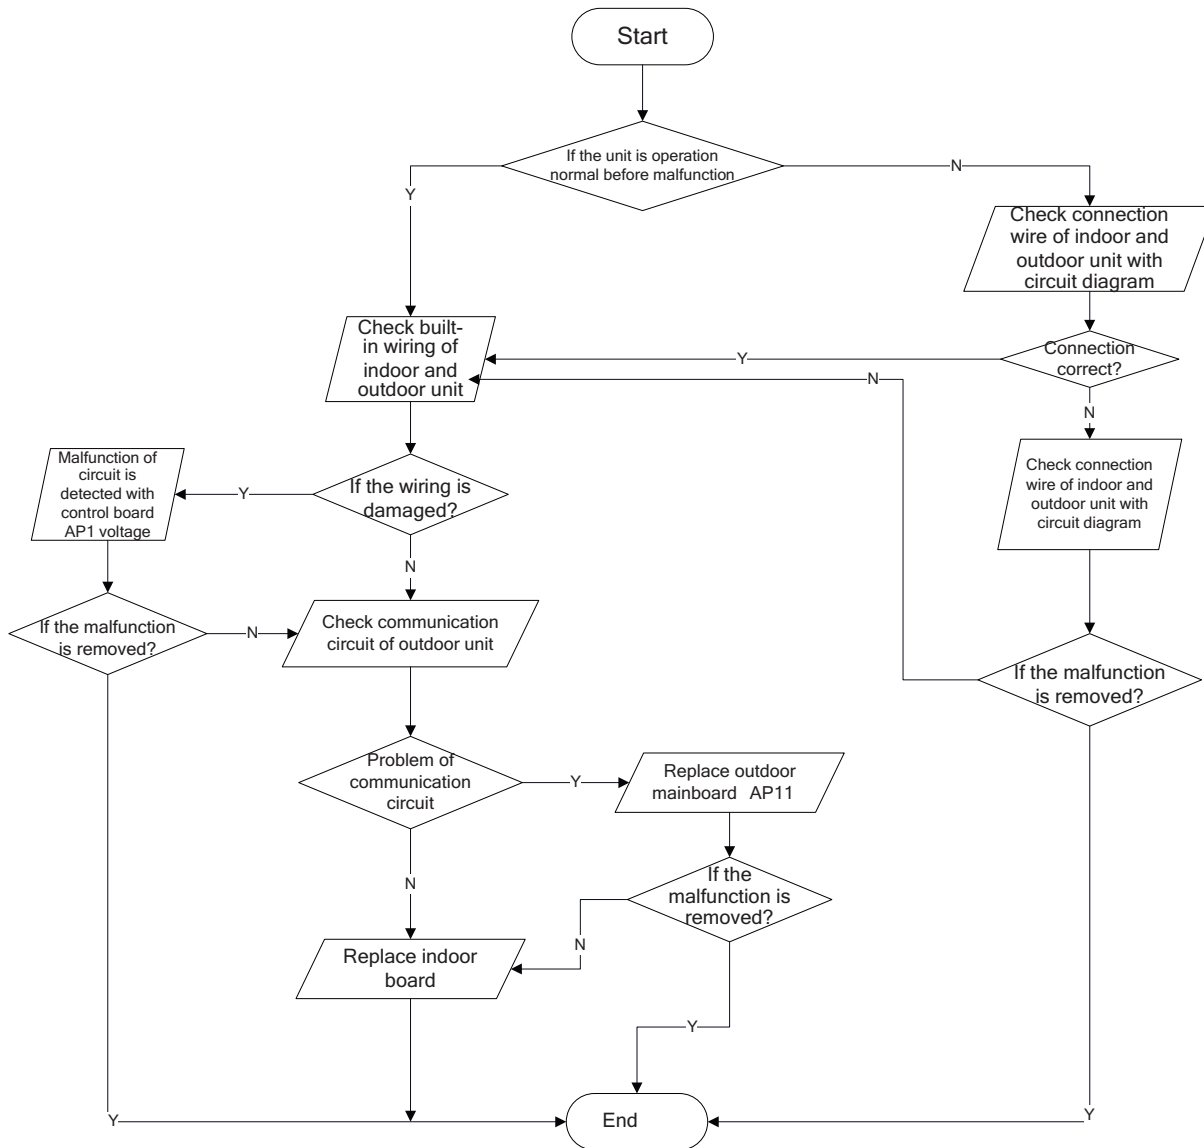 Start
If the unit is operation
normal before malfunction
Y
N
Check connection
wire of indoor and
outdoor unit with
circuit diagram
Check built-
in wiring of
indoor and
outdoor unit
Y
Connection
correct?
N
N
Malfunction of
circuit is
detected with
control board
AP1 voltage
Y
If the wiring is
damaged?
Check connection
wire of indoor and
outdoor unit with
circuit diagram
N
If the malfunction
is removed?
N
Check communication
circuit of outdoor unit
If the malfunction
is removed?
Problem of
communication
circuit
Y
Replace outdoor
mainboard AP11
N
If the
malfunction is
removed?
N
Replace indoor
board
Y
Y
End
Y